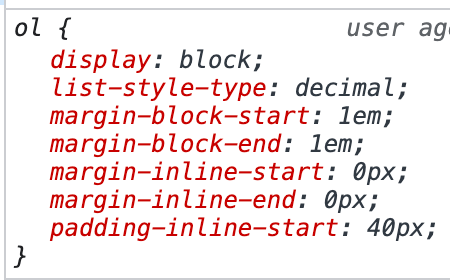 ol {
user
display: block;
list-style-type: decimal;
margin-block-start: 1em;
margin-block-end: 1em;
margin-inline-start: 0px;
margin-inline-end: 0px;
padding-inline-start: 40px;
}